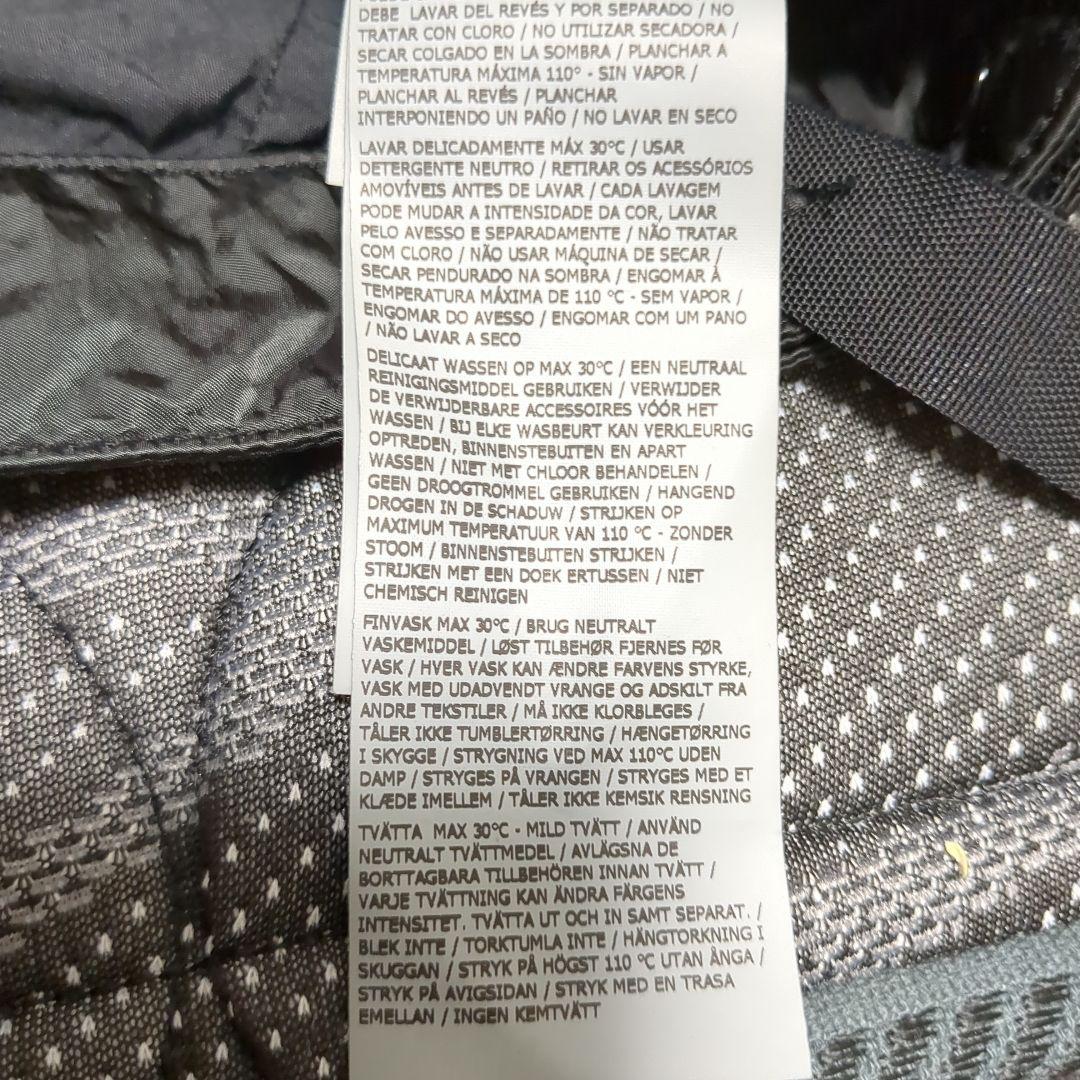 DEBE LAVAR DEL REVÉS Y POR SEPARADO / NO
TRATAR CON CLORO / NO UTILIZAR SECADORA /
SECAR COLGADO EN LA SOMBRA / PLANCHAR A
TEMPERATURA MÁXIMA 110° - SIN VAPOR /
PLANCHAR AL REVÉS / PLANCHAR
INTERPONIENDO UN PAÑO / NO LAVAR EN SECO
LAVAR DELICADAMENTE MÁX 30°C / USAR
DETERGENTE NEUTRO / RETIRAR OS ACESSÓRIOS
AMOVÍVEIS ANTES DE LAVAR / CADA LAVAGEM
PODE MUDAR A INTENSIDADE DA COR, LAVAR
PELO AVESSO E SEPARADAMENTE / NÃO TRATAR
COM CLORO / NÃO USAR MÁQUINA DE SECAR /
SECAR PENDURADO NA SOMBRA / ENGOMAR À
TEMPERATURA MÁXIMA DE 110 °C - SEM VAPOR /
ENGOMAR DO AVESSO / ENGOMAR COM UM PANO
/ NÃO LAVAR A SECO
DELICAAT WASSEN OP MAX 30°C / EEN NEUTRAAL
REINIGINGSMIDDEL GEBRUIKEN / VERWIJDER
DE VERWIJDERBARE ACCESSOIRES VÓÓR HET
WASSEN / BIJ ELKE WASBEURT KAN VERKLEURING
OPTREDEN, BINNENSTEBUITEN EN APART
WASSEN / NIET MET CHLOOR BEHANDELEN /
GEEN DROOGTROMMEL GEBRUIKEN / HANGEND
DROGEN IN DE SCHADUW / STRIJKEN OP
MAXIMUM TEMPERATUUR VAN 110 °C - ZONDER
STOOM / BINNENSTEBUITEN STRIJKEN /
STRIJKEN MET EEN DOEK ERTUSSEN / NIET
CHEMISCH REINIGEN
FINVASK MAX 30°C / BRUG NEUTRALT
VASKEMIDDEL / LØST TILBEHØR FJERNES FØR
VASK / HVER VASK KAN ÆNDRE FARVENS STYRKE,
VASK MED UDADVENDT VRANGE OG ADSKILT FRA
ANDRE TEKSTILER / MÅ IKKE KLORBLEGES /
TÅLER IKKE TUMBLERTØRRING / HÆNGETØRRING
I SKYGGE / STRYGNING VED MAX 110°C UDEN
DAMP / STRYGES PÅ VRANGEN / STRYGES MED ET
KLÆDE IMELLEM / TÅLER IKKE KEMSIK RENSNING
TVÄTTA MAX 30°C - MILD TVÄTT / ANVÄND
NEUTRALT TVÄTTMEDEL / AVLÄGSNA DE
BORTTAGBARA TILLBEHÖREN INNAN TVÄTT /
VARJE TVÄTTNING KAN ÄNDRA FÄRGENS
INTENSITET. TVÄTTA UT OCH IN SAMT SEPARAT. /
BLEK INTE / TORKTUMLA INTE / HÄNGTORKNING I
SKUGGAN / STRYK PÅ HÖGST 110 °C UTAN ÅNGA /
STRYK PÅ AVIGSIDAN / STRYK MED EN TRASA
EMELLAN / INGEN KEMTVÄTT